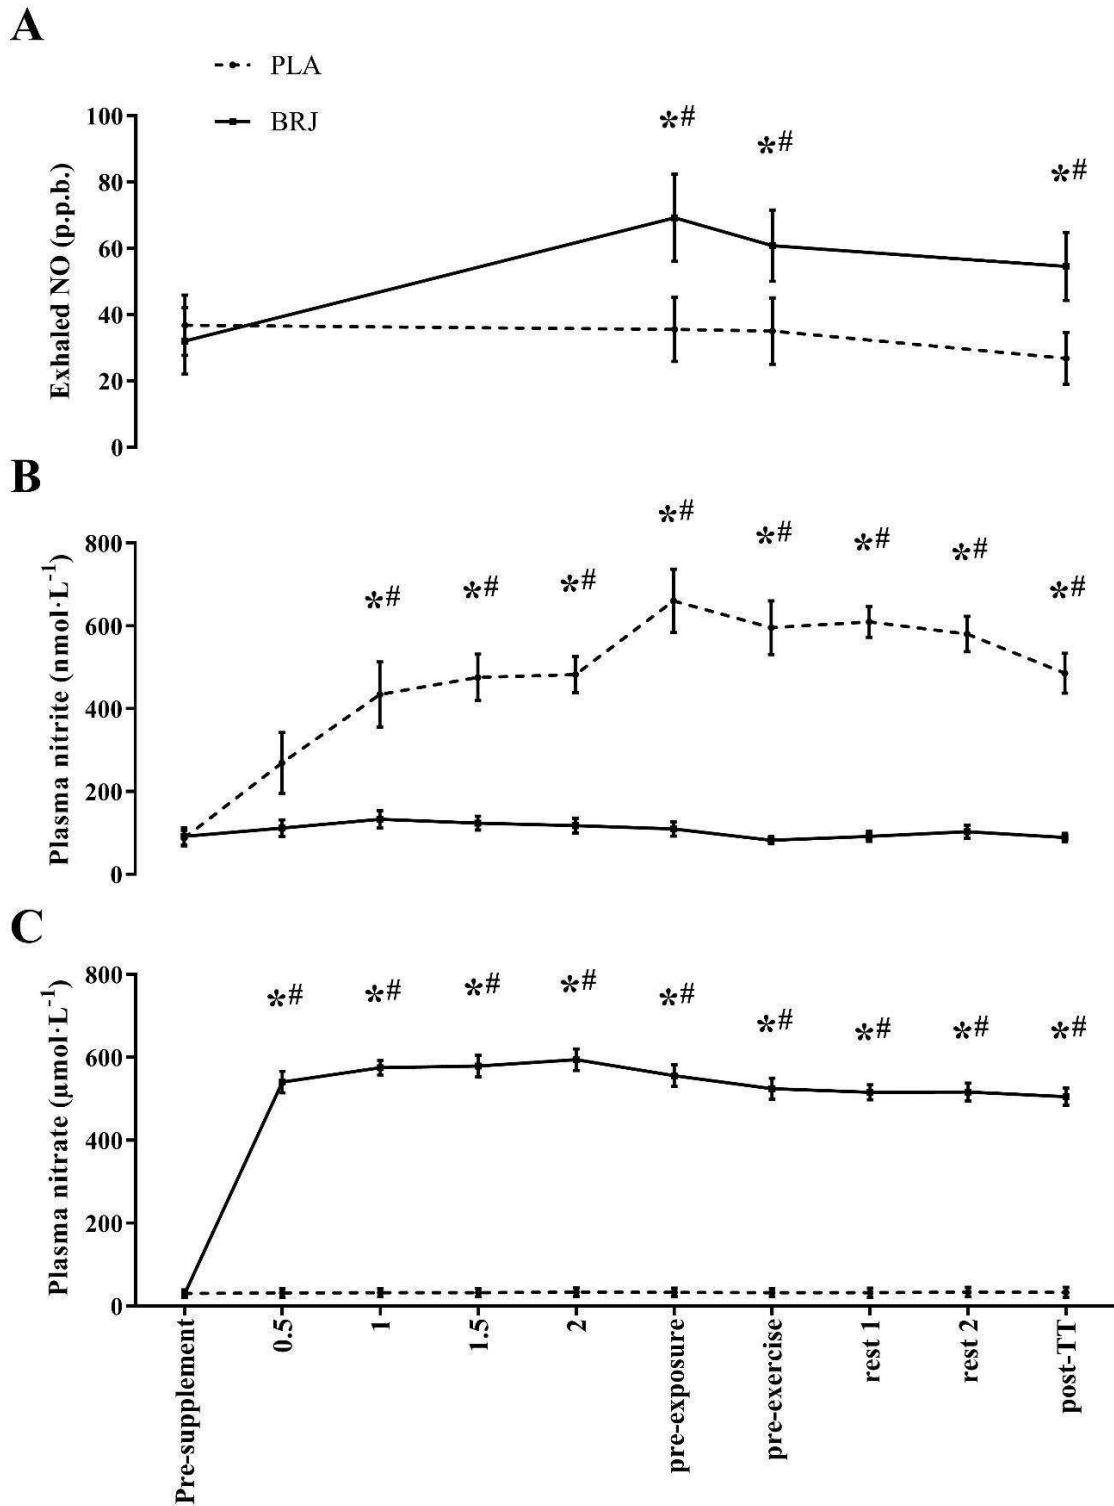 A
PLA
BRJ
Exhaled NO (p.p.b.)
100
80
60
40
20
0
*#
*#
*#
B
Plasma nitrite (nmol·L⁻¹)
800
600
400
200
0
*#
*#
*#
*#
*#
*#
*#
*#
C
Plasma nitrate (µmol·L⁻¹)
800
600
400
200
0
*#
*#
*#
*#
*#
*#
*#
*#
*#
Pre-supplement
0.5
1
1.5
2
pre-exposure
pre-exercise
rest 1
rest 2
post-TT